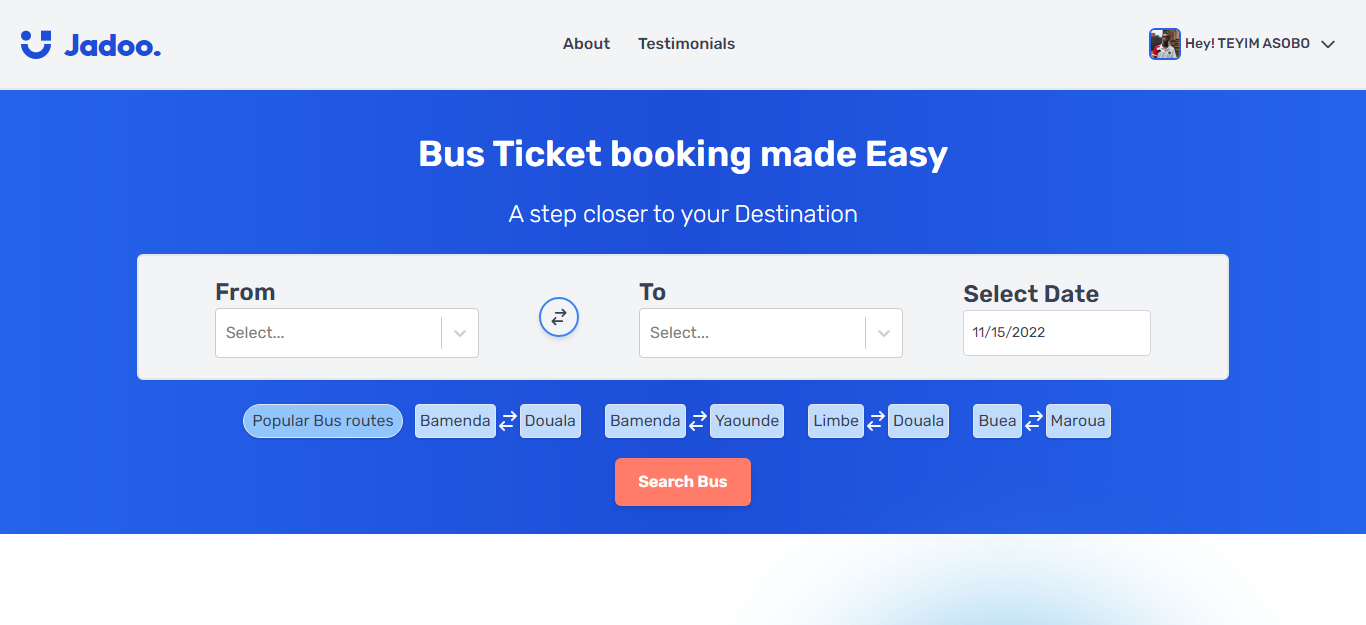 Jadoo.
About
Testimonials
Hey! TEYIM ASOBO
Bus Ticket booking made Easy
A step closer to your Destination
From
Select...
To
Select...
Select Date
11/15/2022
Popular Bus routes
Bamenda
Douala
Bamenda
Yaounde
Limbe
Douala
Buea
Maroua
Search Bus